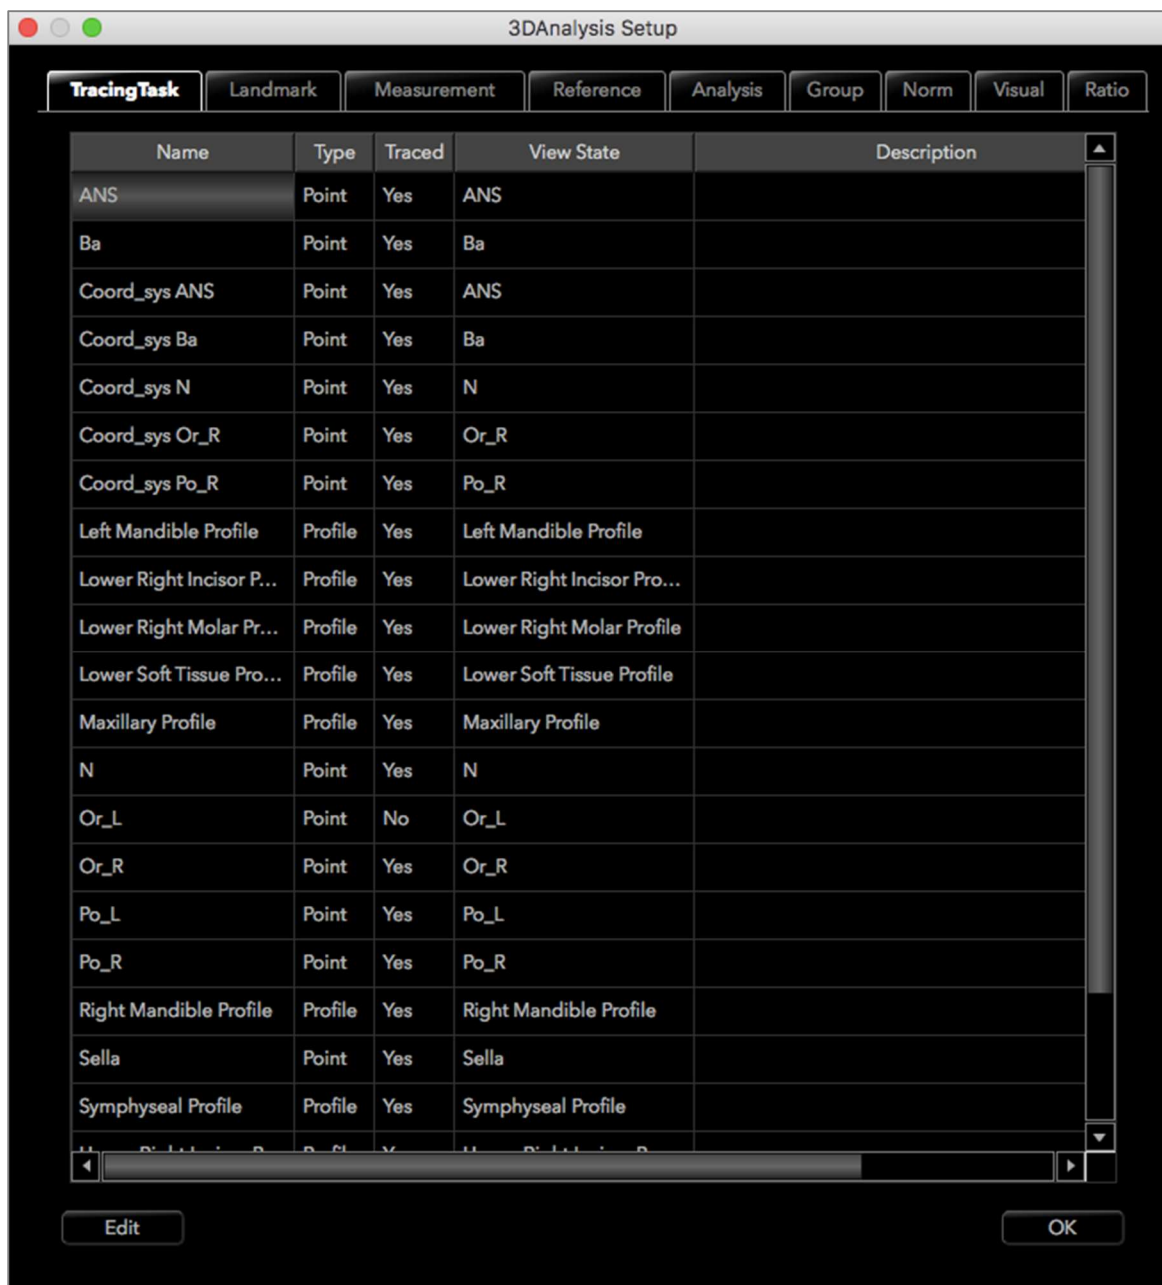 3DAnalysis Setup
TracingTask Landmark Measurement Reference Analysis Group Norm Visual Ratio
Name Type Traced View State Description
ANS Point Yes ANS
Ba Point Yes Ba
Coord_sys ANS Point Yes ANS
Coord_sys Ba Point Yes Ba
Coord_sys N Point Yes N
Coord_sys Or_R Point Yes Or_R
Coord_sys Po_R Point Yes Po_R
Left Mandible Profile Profile Yes Left Mandible Profile
Lower Right Incisor P... Profile Yes Lower Right Incisor Pro...
Lower Right Molar Pr... Profile Yes Lower Right Molar Profile
Lower Soft Tissue Pro... Profile Yes Lower Soft Tissue Profile
Maxillary Profile Profile Yes Maxillary Profile
N Point Yes N
Or_L Point No Or_L
Or_R Point Yes Or_R
Po_L Point Yes Po_L
Po_R Point Yes Po_R
Right Mandible Profile Profile Yes Right Mandible Profile
Sella Point Yes Sella
Symphyseal Profile Profile Yes Symphyseal Profile
Edit OK